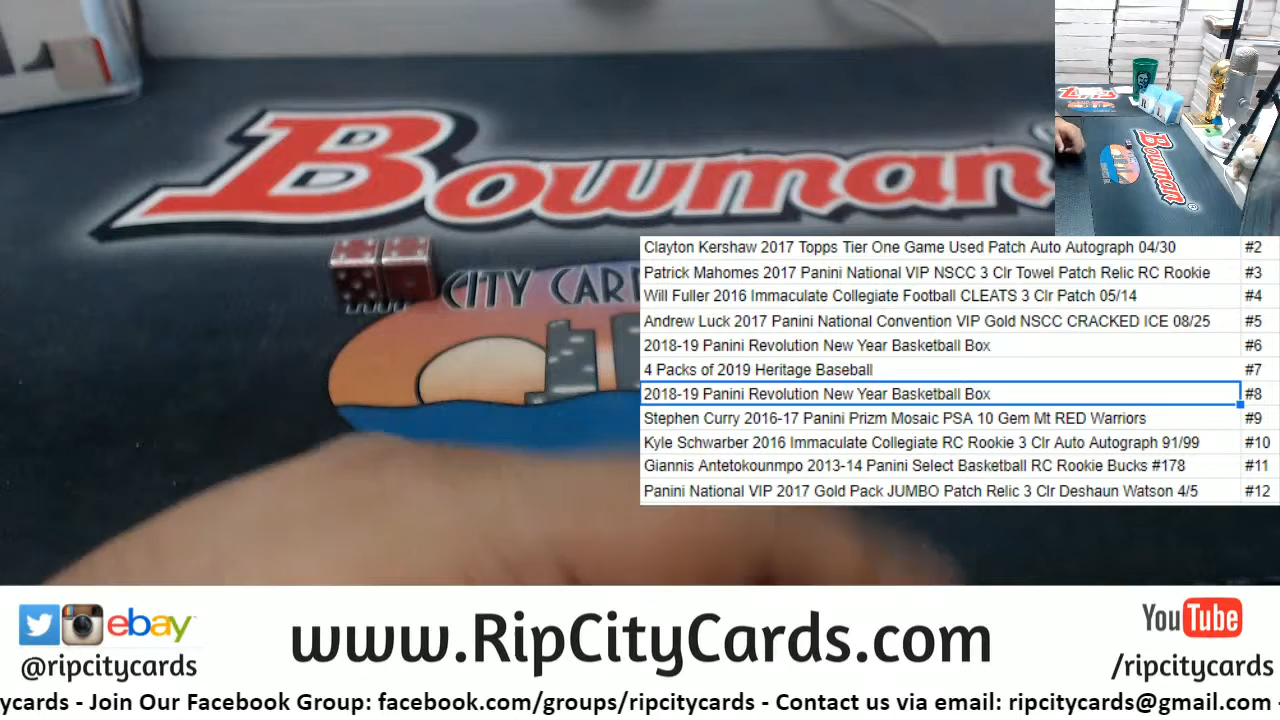 Bowman
CITY CAR
Clayton Kershaw 2017 Topps Tier One Game Used Patch Auto Autograph 04/30 #2
Patrick Mahomes 2017 Panini National VIP NSCC 3 Clr Towel Patch Relic RC Rookie #3
Will Fuller 2016 Immaculate Collegiate Football CLEATS 3 Clr Patch 05/14 #4
Andrew Luck 2017 Panini National Convention VIP Gold NSCC CRACKED ICE 08/25 #5
2018-19 Panini Revolution New Year Basketball Box #6
4 Packs of 2019 Heritage Baseball #7
2018-19 Panini Revolution New Year Basketball Box #8
Stephen Curry 2016-17 Panini Prizm Mosaic PSA 10 Gem Mt RED Warriors #9
Kyle Schwarber 2016 Immaculate Collegiate RC Rookie 3 Clr Auto Autograph 91/99 #10
Giannis Antetokounmpo 2013-14 Panini Select Basketball RC Rookie Bucks #178 #11
Panini National VIP 2017 Gold Pack JUMBO Patch Relic 3 Clr Deshaun Watson 4/5 #12
Bowman
ebay
@ripcitycards
www.RipCityCards.com
YouTube
/ripcitycards
ycards - Join Our Facebook Group: facebook.com/groups/ripcitycards - Contact us via email: ripcitycards@gmail.com -